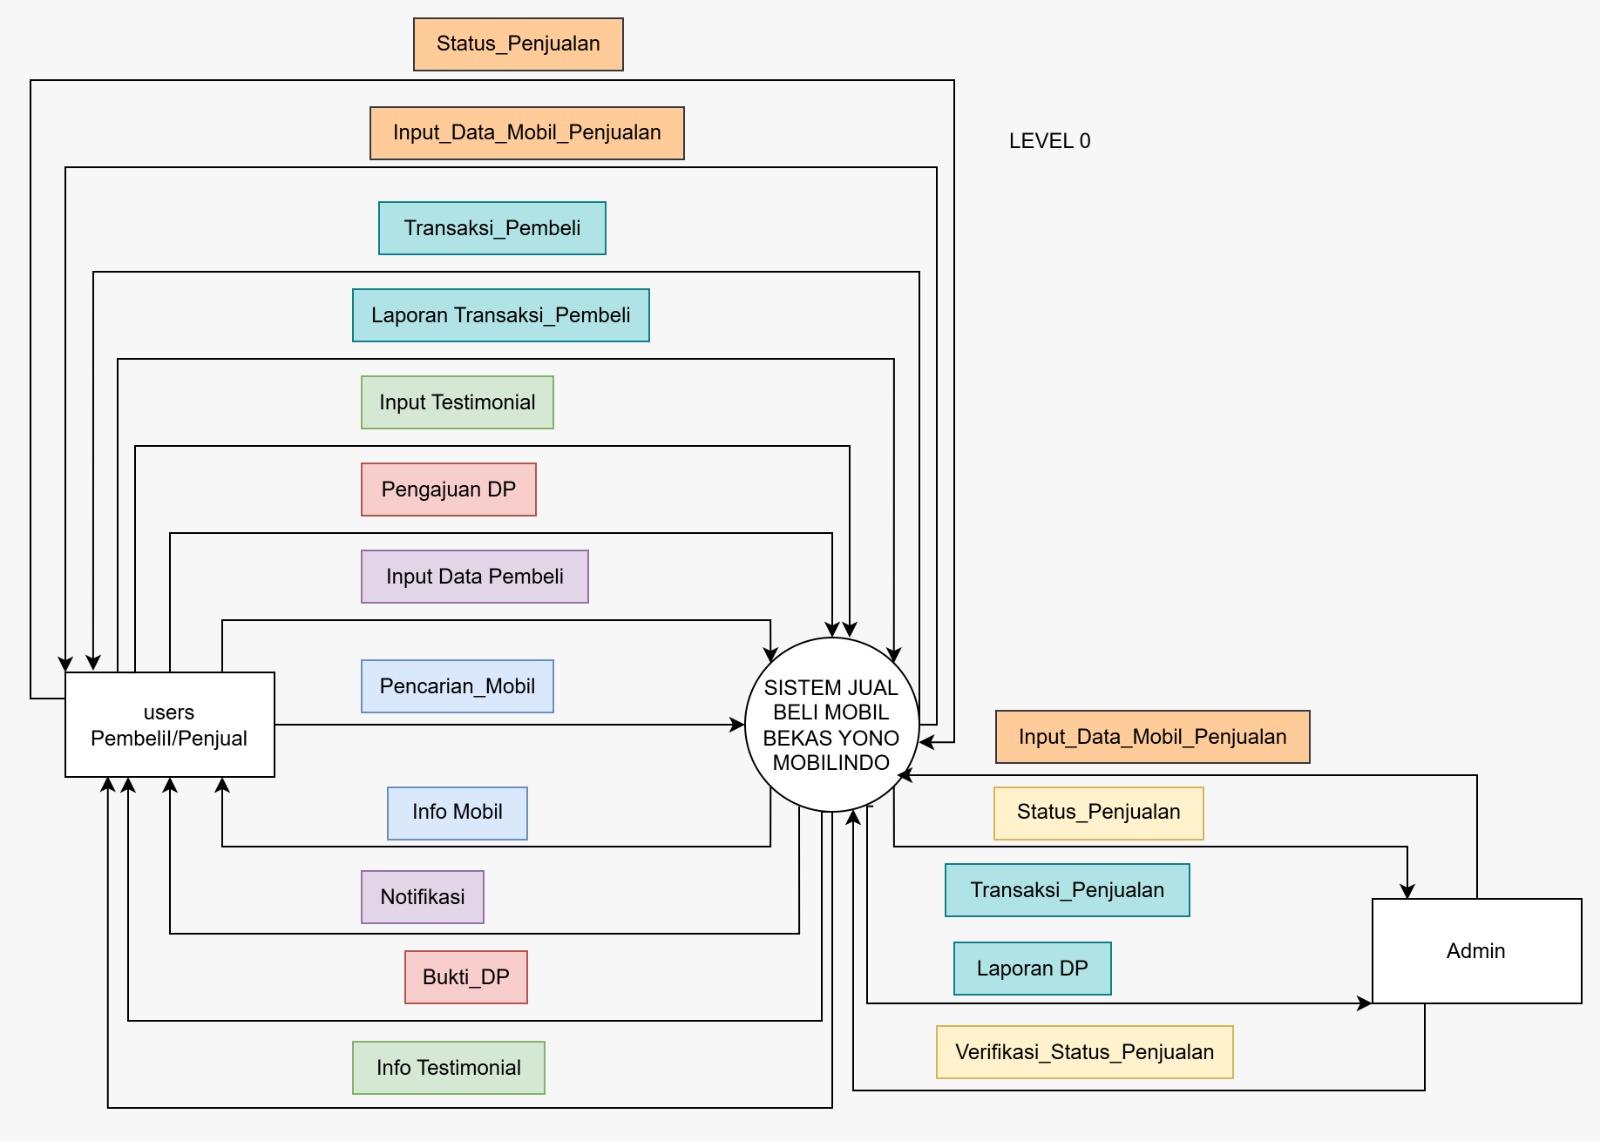 Status_Penjualan
Input_Data_Mobil_Penjualan
LEVEL 0
Transaksi_Pembeli
Laporan Transaksi_Pembeli
Input Testimonial
Pengajuan DP
Input Data Pembeli
Pencarian_Mobil
users
Pembelil/Penjual
SISTEM JUAL
BELI MOBIL
BEKAS YONO
MOBILINDO
Input_Data_Mobil_Penjualan
Info Mobil
Status_Penjualan
Notifikasi
Transaksi_Penjualan
Bukti_DP
Laporan DP
Admin
Info Testimonial
Verifikasi_Status_Penjualan